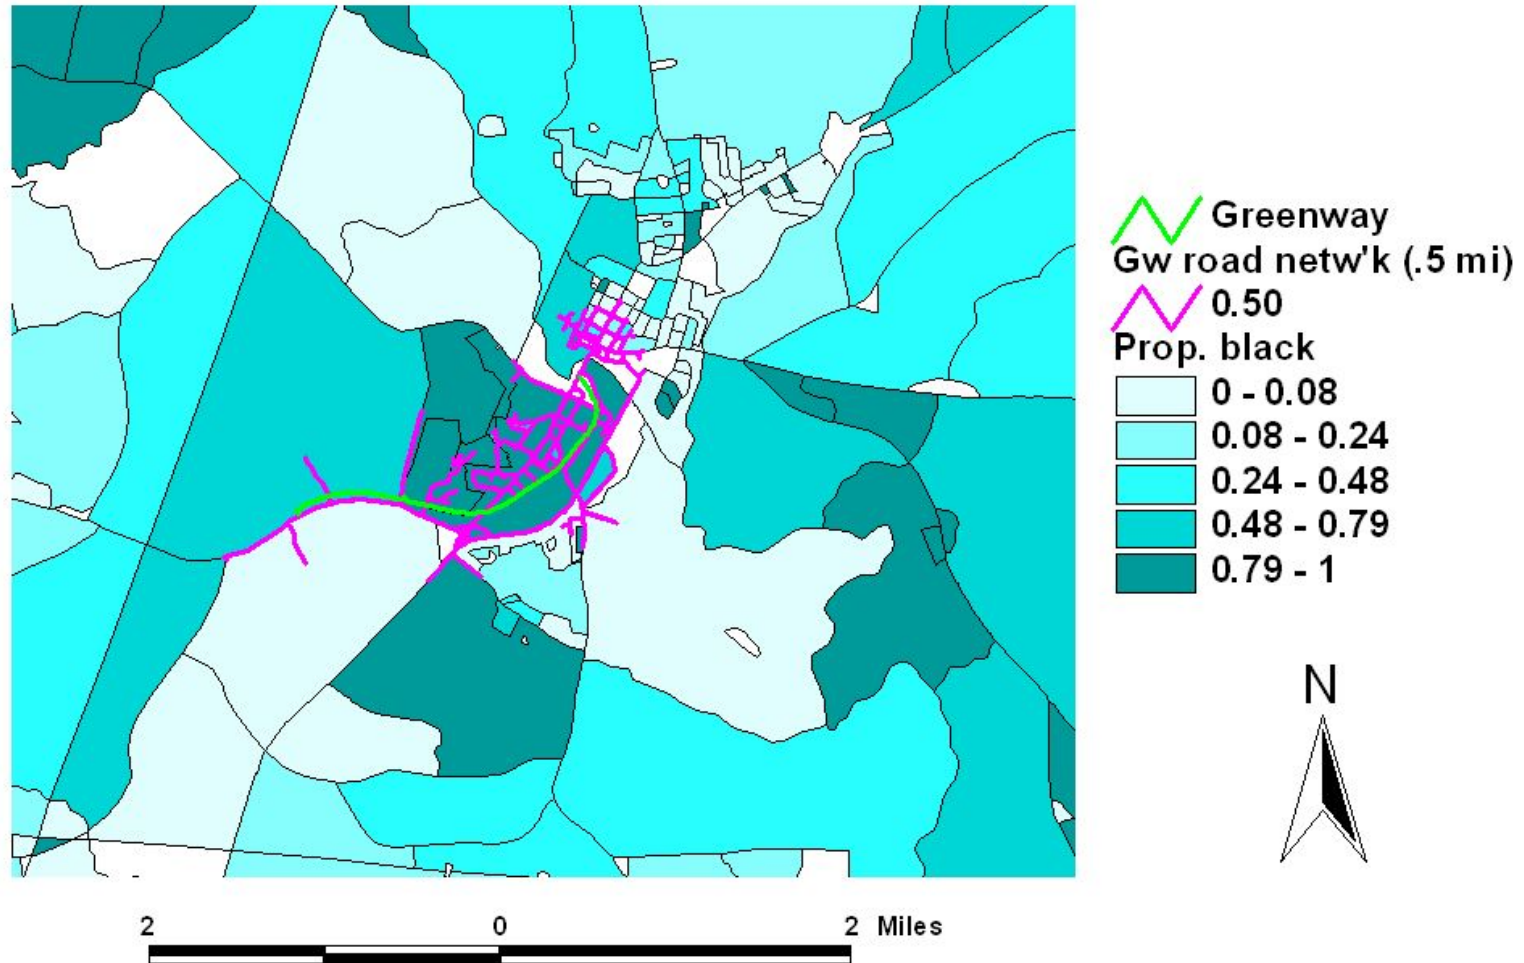 Greenway
Gw road netw'k (.5 mi)
0.50
Prop. black
0 - 0.08
0.08 - 0.24
0.24 - 0.48
0.48 - 0.79
0.79 - 1
N
2 0 2 Miles